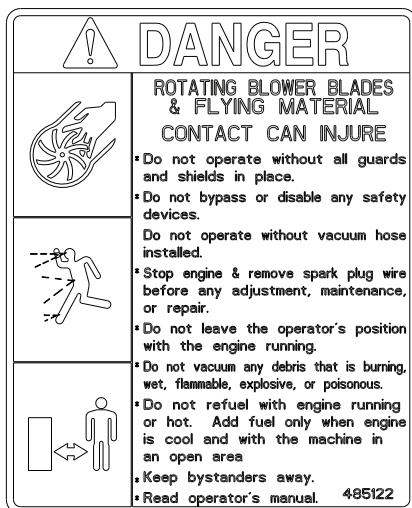 DANGER
ROTATING BLOWER BLADES
& FLYING MATERIAL
CONTACT CAN INJURE
* Do not operate without all guards
and shields in place.
* Do not bypass or disable any safety
devices.
Do not operate without vacuum hose
installed.
* Stop engine & remove spark plug wire
before any adjustment, maintenance,
or repair.
* Do not leave the operator's position
with the engine running.
* Do not vacuum any debris that is burning,
wet, flammable, explosive, or poisonous.
* Do not refuel with engine running
or hot. Add fuel only when engine
is cool and with the machine in
an open area
* Keep bystanders away.
* Read operator's manual. 485122